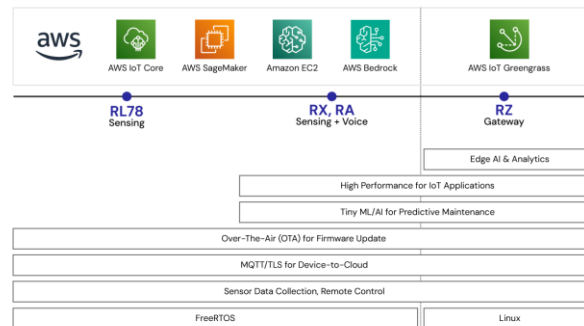 aws
AWS IoT Core
AWS SageMaker
Amazon EC2
AWS Bedrock
AWS IoT Greengrass
RL78
Sensing
RX, RA
Sensing + Voice
RZ
Gateway
Edge AI & Analytics
High Performance for IoT Applications
Tiny ML/AI for Predictive Maintenance
Over-The-Air (OTA) for Firmware Update
MQTT/TLS for Device-to-Cloud
Sensor Data Collection, Remote Control
FreeRTOS
Linux